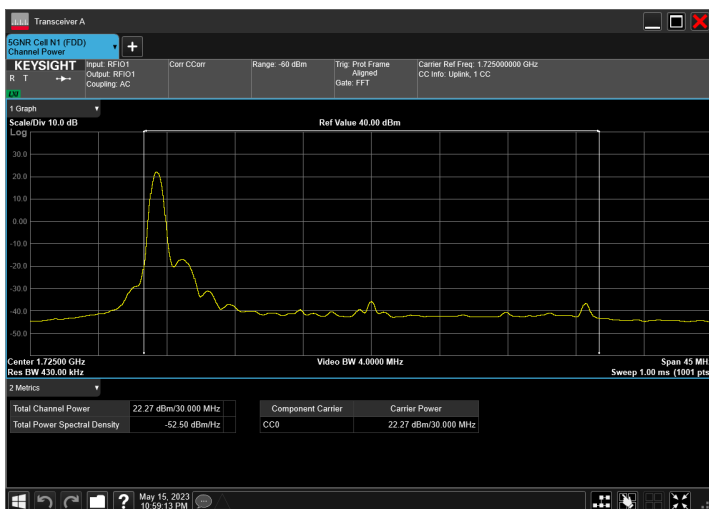 Transceiver A
5GNR Cell N1 (FDD)
Channel Power
KEYSIGHT
R T
LXI
Input: RFIO1
Output: RFIO1
Coupling: AC
Corr CCorr
Range: -60 dBm
Trig: Prot Frame
Aligned
Gate: FFT
Carrier Ref Freq: 1.725000000 GHz
CC Info: Uplink, 1 CC
1 Graph
Scale/Div 10.0 dB
Ref Value 40.00 dBm
Log
30.0
20.0
10.0
0.00
-10.0
-20.0
-30.0
-40.0
-50.0
Center 1.72500 GHz
Video BW 4.0000 MHz
Span 45 MH
Res BW 430.00 kHz
Sweep 1.00 ms (1001 pts
2 Metrics
Total Channel Power 22.27 dBm/30.000 MHz
Total Power Spectral Density -52.50 dBm/Hz
Component Carrier Carrier Power
CC0 22.27 dBm/30.000 MHz
?
May 15, 2023
10:59:13 PM